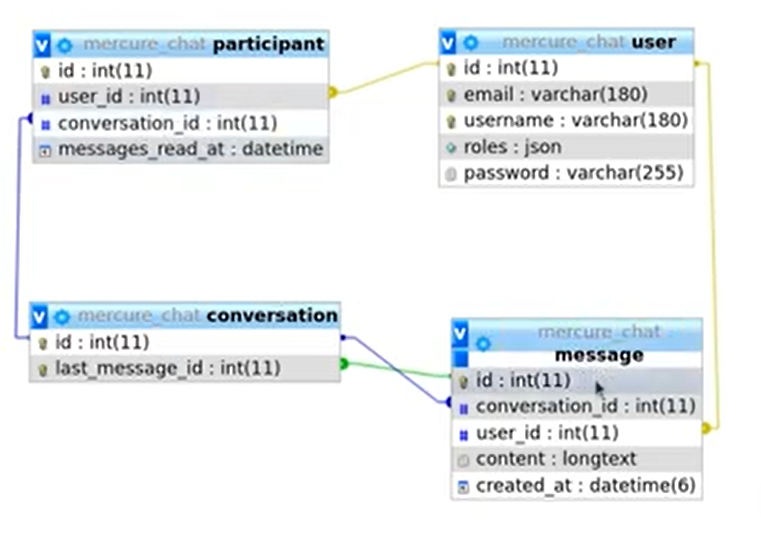 mercure_chat participant
id : int(11)
user_id : int(11)
conversation_id : int(11)
messages_read_at : datetime
mercure_chat user
id : int(11)
email : varchar(180)
username : varchar(180)
roles : json
password : varchar(255)
mercure_chat conversation
id : int(11)
last_message_id : int(11)
mercure_chat
message
id : int(11)
conversation_id : int(11)
user_id : int(11)
content : longtext
created_at : datetime(6)